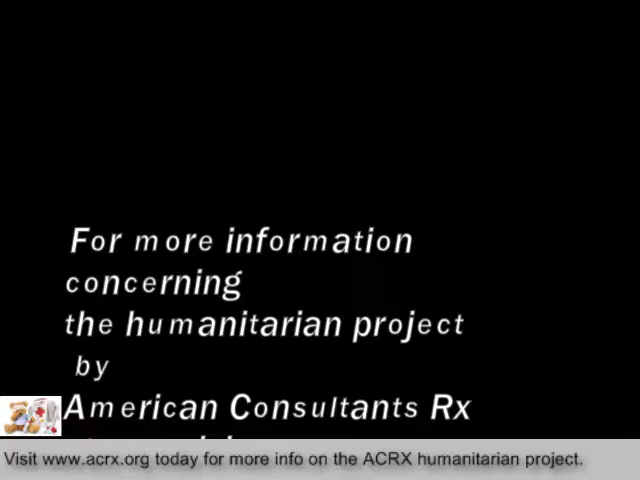 For more information
concerning
the humanitarian project
by
American Consultants Rx
Visit www.acrx.org today for more info on the ACRX humanitarian project.